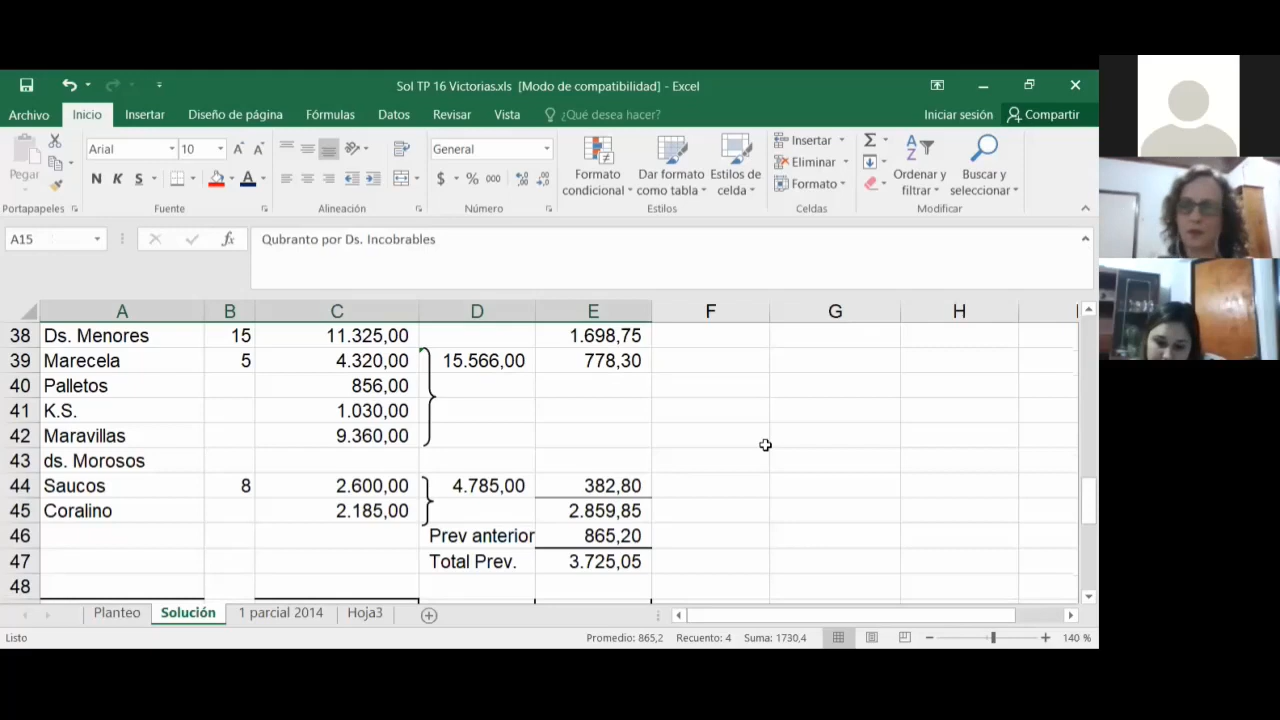 Sol TP 16 Victorias.xls [Modo de compatibilidad] - Excel
Archivo Inicio Insertar Diseño de página Fórmulas Datos Revisar Vista ¿Qué desea hacer? Iniciar sesión Compartir
Pegar Arial 10 General Formato condicional Dar formato como tabla Estilos de celda Insertar Eliminar Formato Ordenar y filtrar Buscar y seleccionar
N K S $ % 000
Portapapeles Fuente Alineación Número Estilos Celdas Modificar
A15 fx Qubranto por Ds. Incobrables
A B C D E F G H
38 Ds. Menores 15 11.325,00 1.698,75
39 Marecela 5 4.320,00 15.566,00 778,30
40 Palletos 856,00
41 K.S. 1.030,00
42 Maravillas 9.360,00
43 ds. Morosos
44 Saucos 8 2.600,00 4.785,00 382,80
45 Coralino 2.185,00 2.859,85
46 Prev anterior 865,20
47 Total Prev. 3.725,05
48
Planteo Solución 1 parcial 2014 Hoja3
Listo Promedio: 865,2 Recuento: 4 Suma: 1730,4 140 %